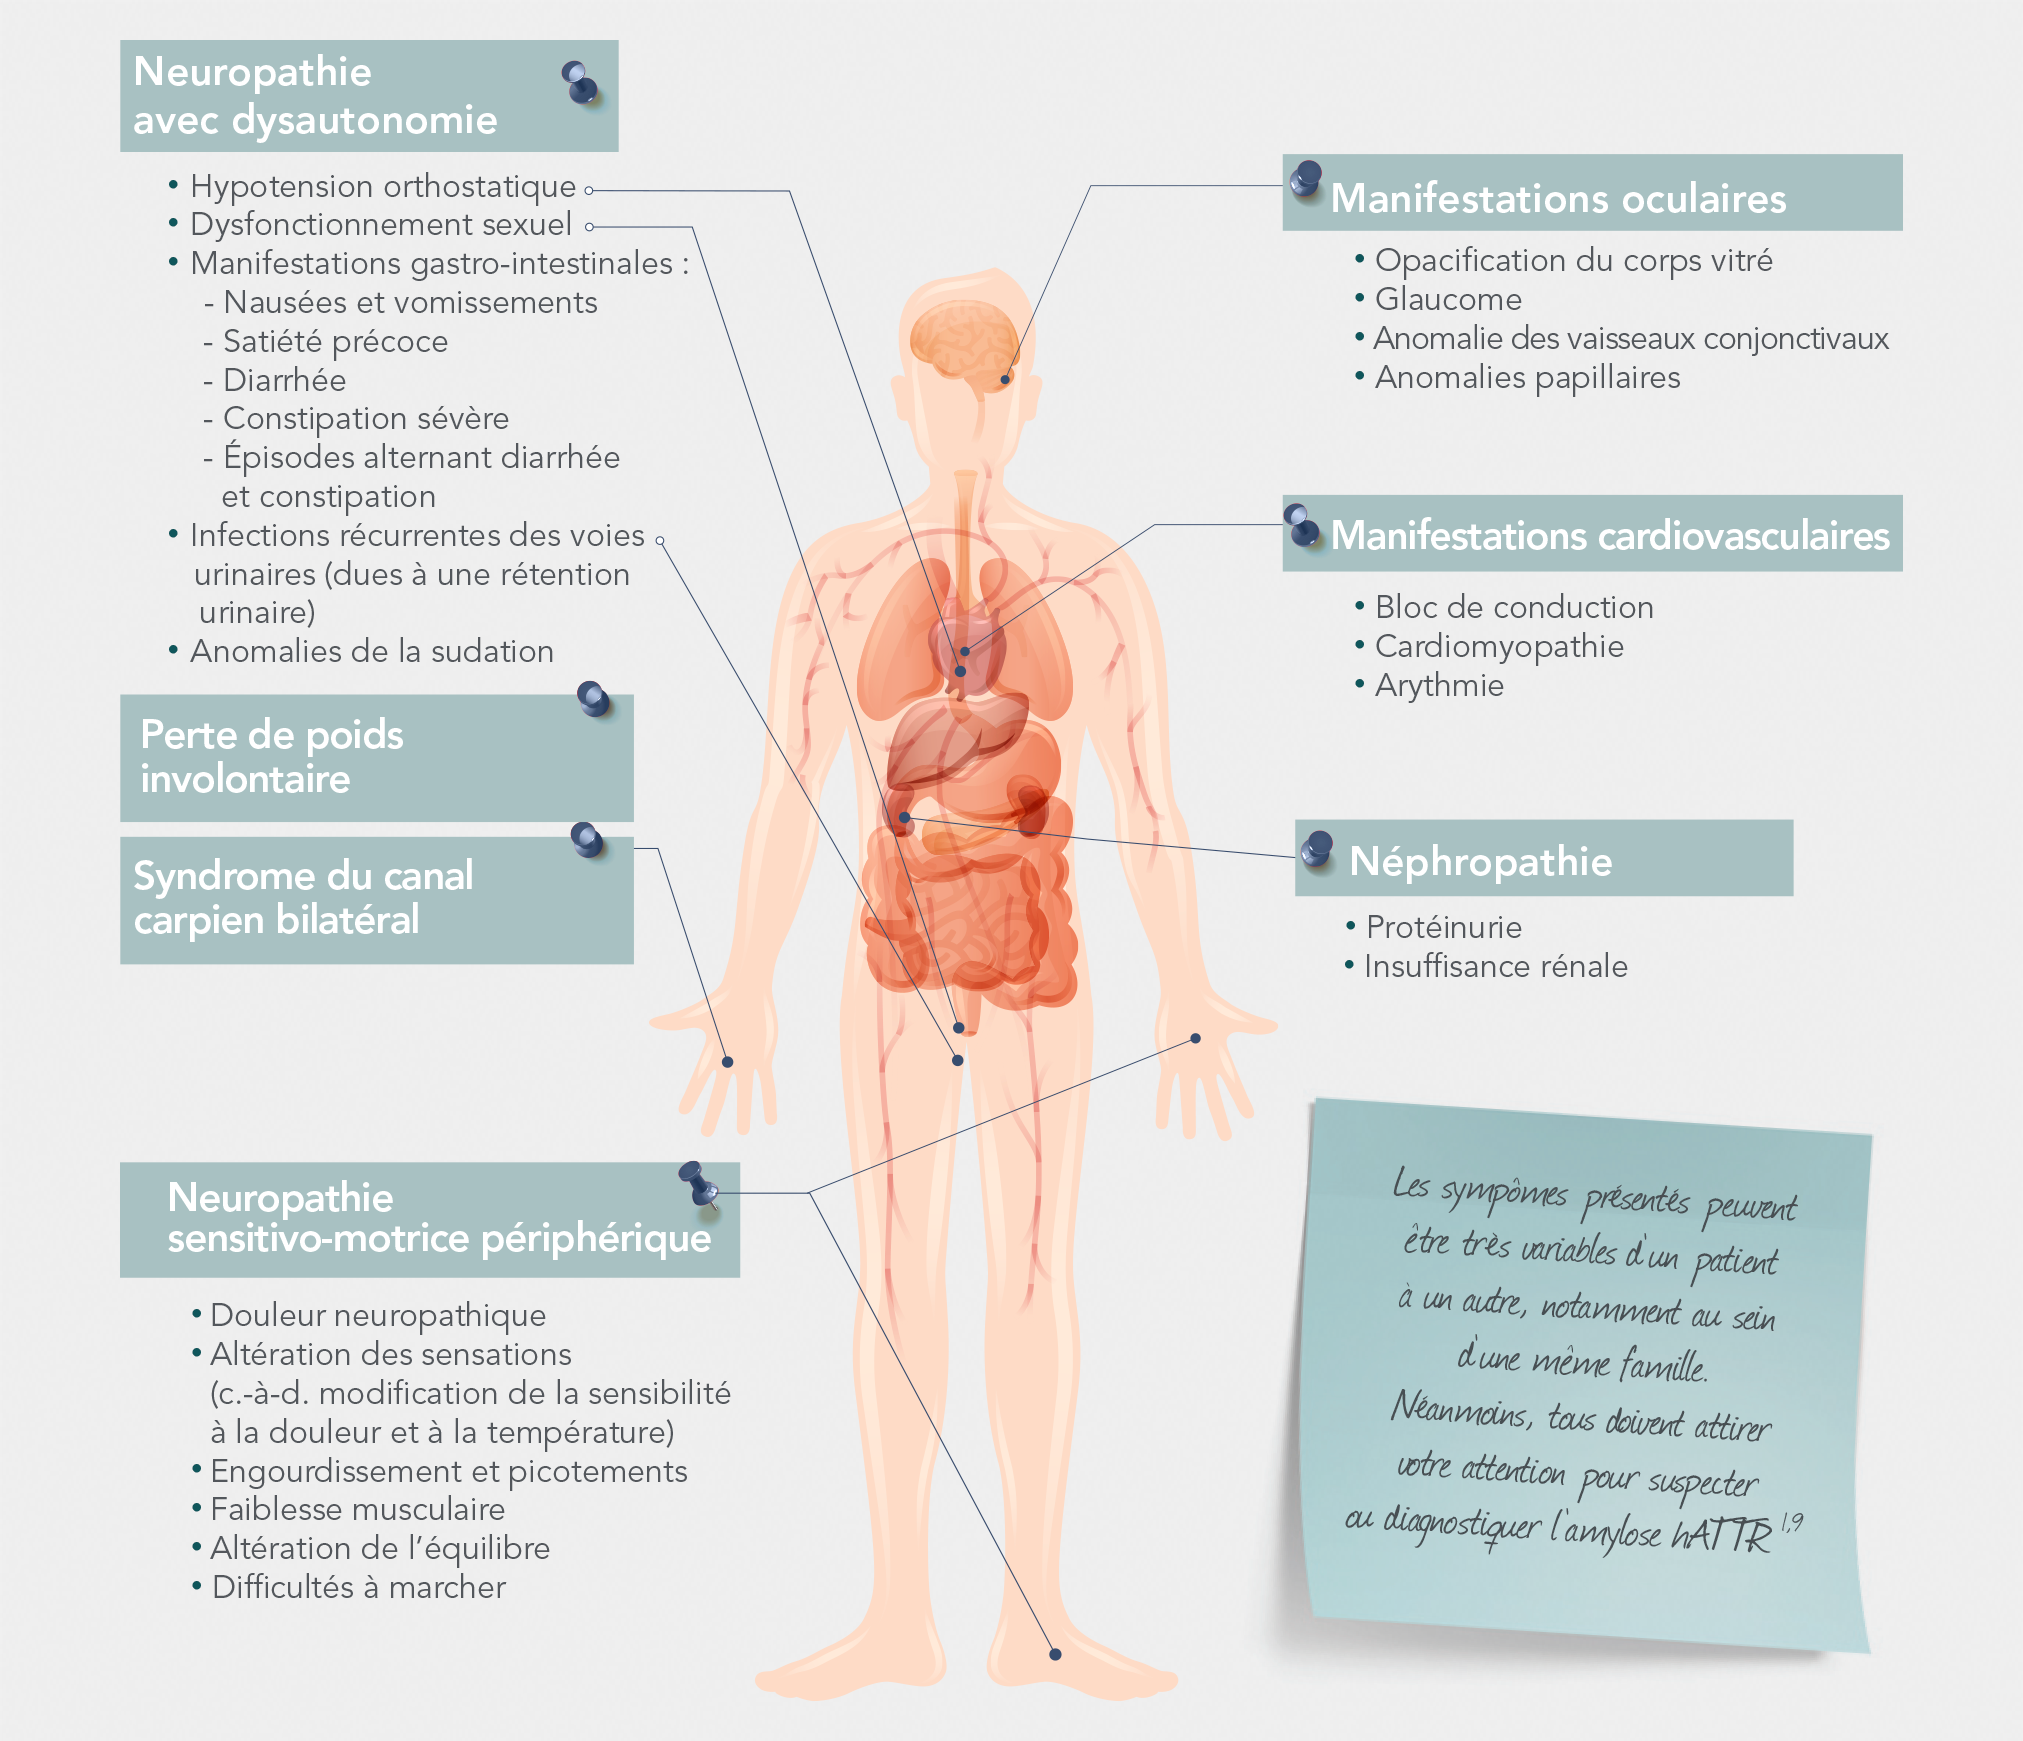 Neuropathie
avec dysautonomie
• Hypotension orthostatique
• Dysfonctionnement sexuel
• Manifestations gastro-intestinales :
- Nausées et vomissements
- Satiété précoce
- Diarrhée
- Constipation sévère
- Épisodes alternant diarrhée
et constipation
• Infections récurrentes des voies
urinaires (dues à une rétention
urinaire)
• Anomalies de la sudation
Perte de poids
involontaire
Syndrome du canal
carpien bilatéral
Neuropathie
sensitivo-motrice périphérique
• Douleur neuropathique
• Altération des sensations
(c.-à-d. modification de la sensibilité
à la douleur et à la température)
• Engourdissement et picotements
• Faiblesse musculaire
• Altération de l'équilibre
• Difficultés à marcher
Manifestations oculaires
• Opacification du corps vitré
• Glaucome
• Anomalie des vaisseaux conjonctivaux
• Anomalies papillaires
Manifestations cardiovasculaires
• Bloc de conduction
• Cardiomyopathie
• Arythmie
Néphropathie
• Protéinurie
• Insuffisance rénale
Les sympômes présentés peuvent
être très variables d'un patient
à un autre, notamment au sein
d'une même famille.
Néanmoins, tous doivent attirer
votre attention pour suspecter
ou diagnostiquer l'amylose hATTR 1,9